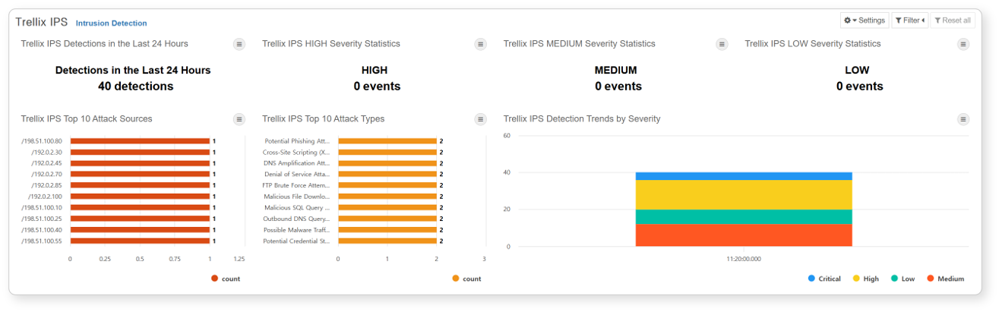 Trellix IPS Intrusion Detection
Settings
Filter
Reset all
Trellix IPS Detections in the Last 24 Hours
Detections in the Last 24 Hours
40 detections
Trellix IPS HIGH Severity Statistics
HIGH
0 events
Trellix IPS MEDIUM Severity Statistics
MEDIUM
0 events
Trellix IPS LOW Severity Statistics
LOW
0 events
Trellix IPS Top 10 Attack Sources
/198.51.100.80 1
/192.0.2.30 1
/192.0.2.45 1
/192.0.2.70 1
/192.0.2.85 1
/192.0.2.100 1
/198.51.100.10 1
/198.51.100.25 1
/198.51.100.40 1
/198.51.100.55 1
0 0.25 0.5 0.75 1 1.25
count
Trellix IPS Top 10 Attack Types
Potential Phishing Att... 2
Cross-Site Scripting (X... 2
DNS Amplification Att... 2
Denial of Service Atta... 2
FTP Brute Force Attem... 2
Malicious File Downlo... 2
Malicious SQL Query ... 2
Outbound DNS Query... 2
Possible Malware Traff... 2
Potential Credential St... 2
0 1 2 3
count
Trellix IPS Detection Trends by Severity
60
40
20
0
11:20:00.000
Critical High Low Medium